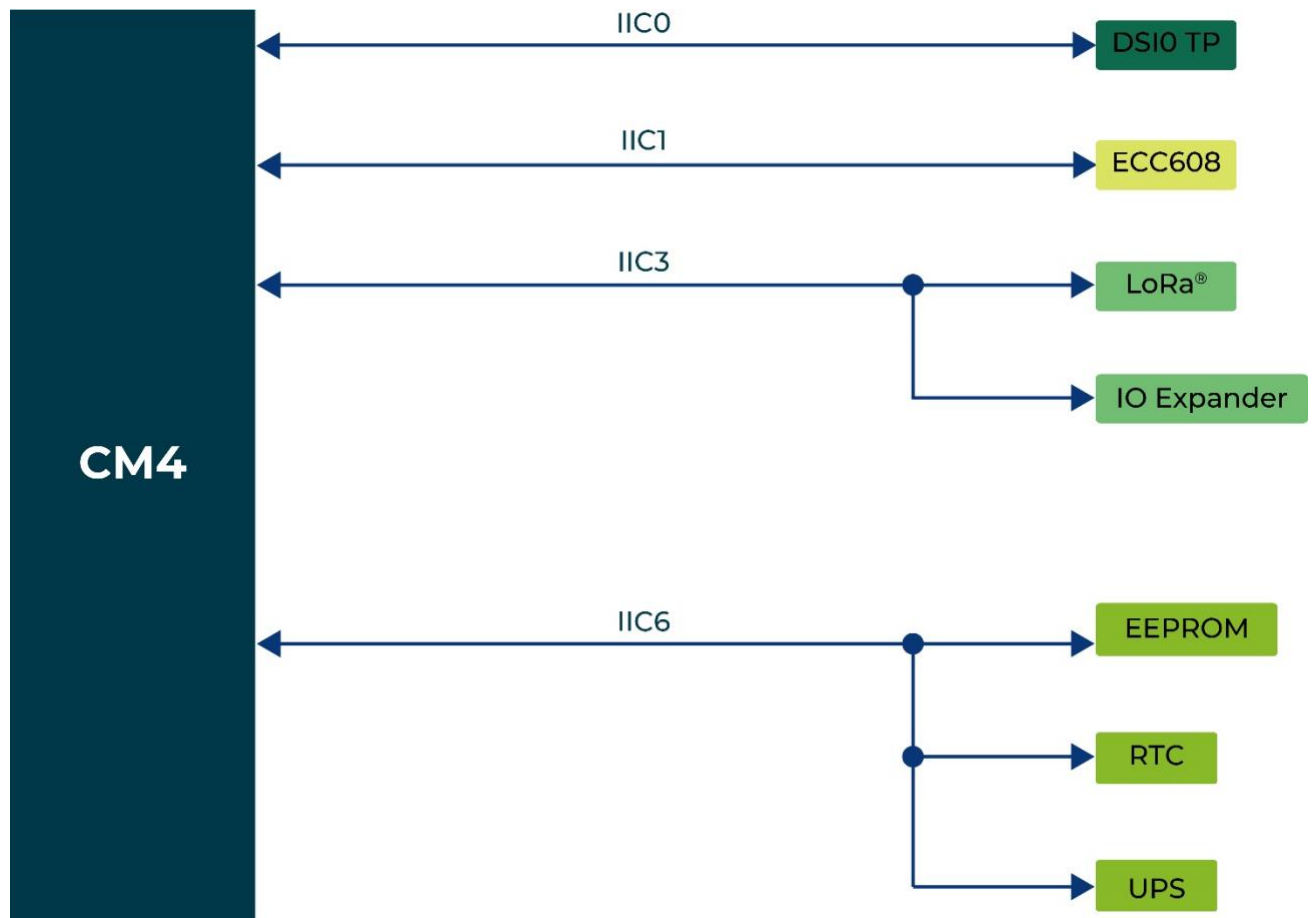 IIC0
DSI0 TP
IIC1
ECC608
IIC3
LoRa®
IO Expander
CM4
IIC6
EEPROM
RTC
UPS